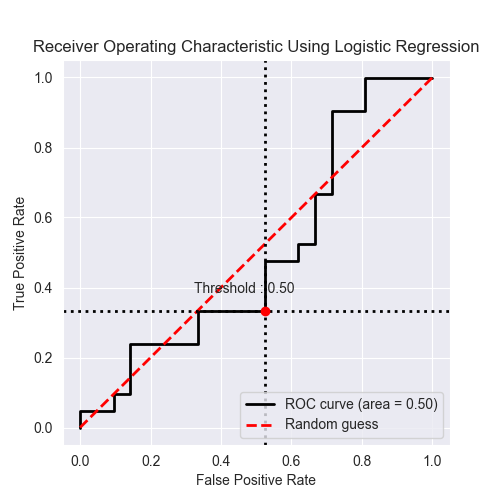 Receiver Operating Characteristic Using Logistic Regression
True Positive Rate
1.0
0.8
0.6
0.4
0.2
0.0
Threshold : 0.50
ROC curve (area = 0.50)
Random guess
0.0 0.2 0.4 0.6 0.8 1.0
False Positive Rate